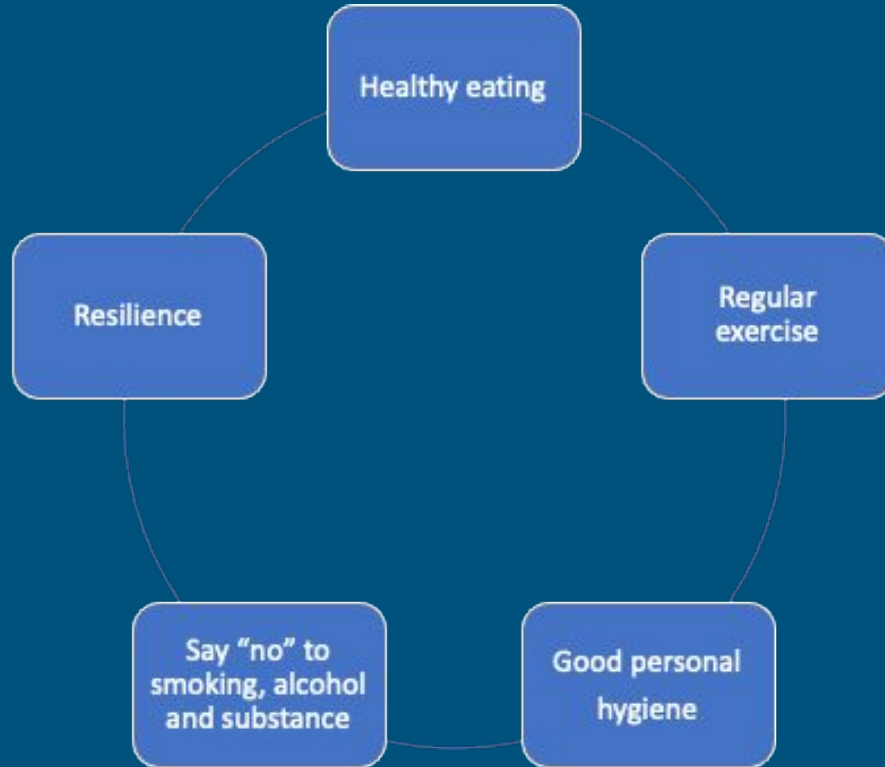 Healthy eating
Regular
exercise
Good personal
hygiene
Say “no” to
smoking, alcohol
and substance
Resilience